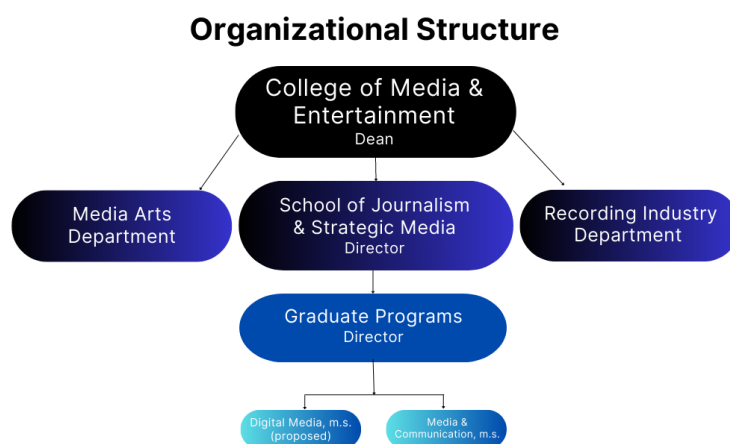 Organizational Structure
College of Media &
Entertainment
Dean
Media Arts
Department
School of Journalism
& Strategic Media
Director
Recording Industry
Department
Graduate Programs
Director
Digital Media, m.s.
(proposed)
Media &
Communication, m.s.